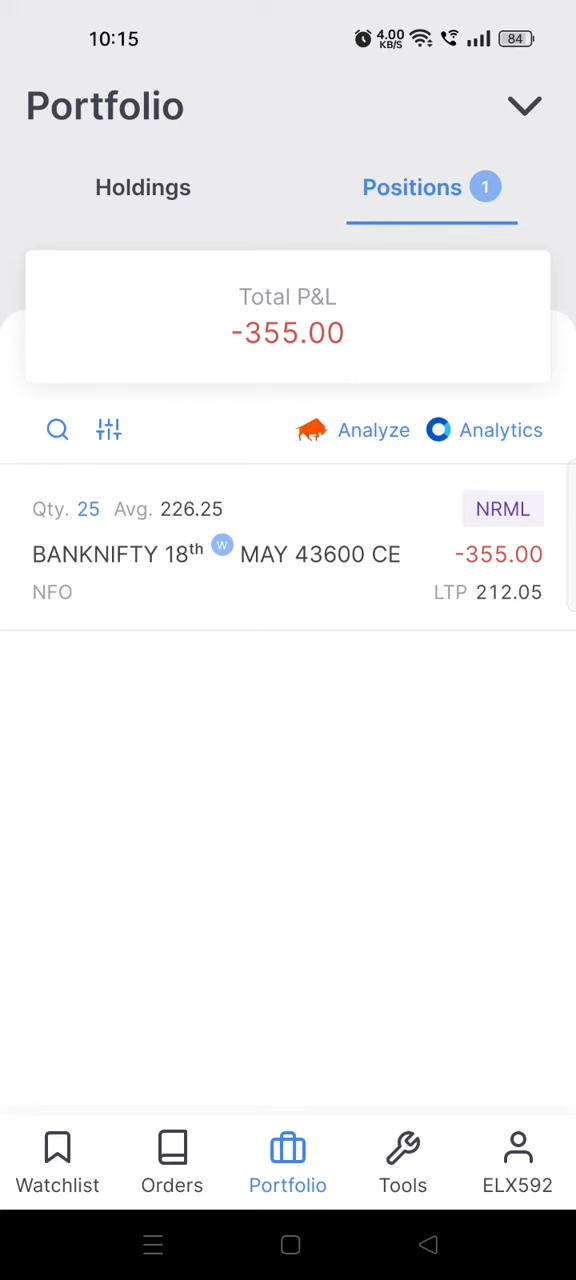 10:15 4.00 KB/S 84
Portfolio
Holdings Positions 1
Total P&L
-355.00
Analyze Analytics
Qty. 25 Avg. 226.25 NRML
BANKNIFTY 18th W MAY 43600 CE -355.00
NFO LTP 212.05
Watchlist Orders Portfolio Tools ELX592